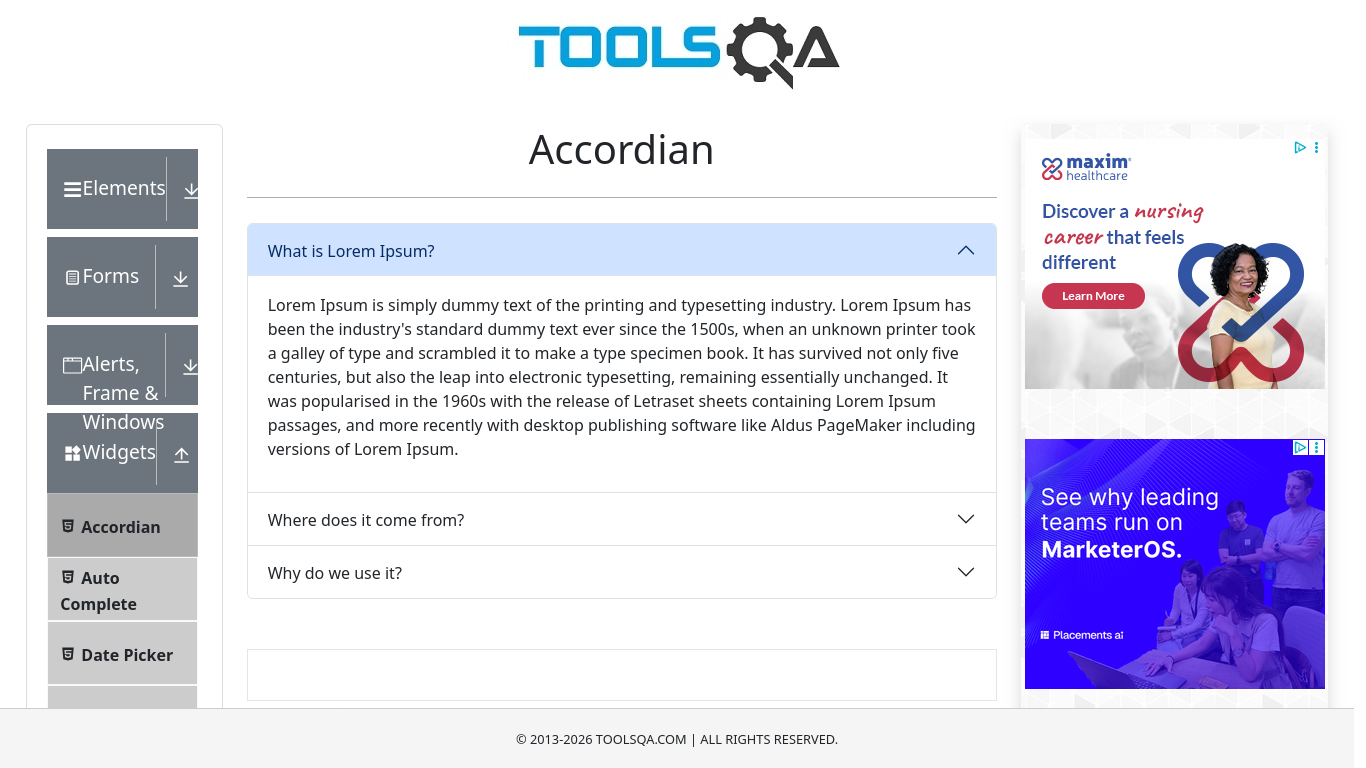 TOOLSQA
Elements
Forms
Alerts,
Frame &
Windows
Widgets
Accordian
Auto
Complete
Date Picker
Accordian
What is Lorem Ipsum?
Lorem Ipsum is simply dummy text of the printing and typesetting industry. Lorem Ipsum has
been the industry's standard dummy text ever since the 1500s, when an unknown printer took
a galley of type and scrambled it to make a type specimen book. It has survived not only five
centuries, but also the leap into electronic typesetting, remaining essentially unchanged. It
was popularised in the 1960s with the release of Letraset sheets containing Lorem Ipsum
passages, and more recently with desktop publishing software like Aldus PageMaker including
versions of Lorem Ipsum.
Where does it come from?
Why do we use it?
maxim
healthcare
Discover a nursing
career that feels
different
Learn More
See why leading
teams run on
MarketerOS.
Placements ai
© 2013-2026 TOOLSQA.COM | ALL RIGHTS RESERVED.